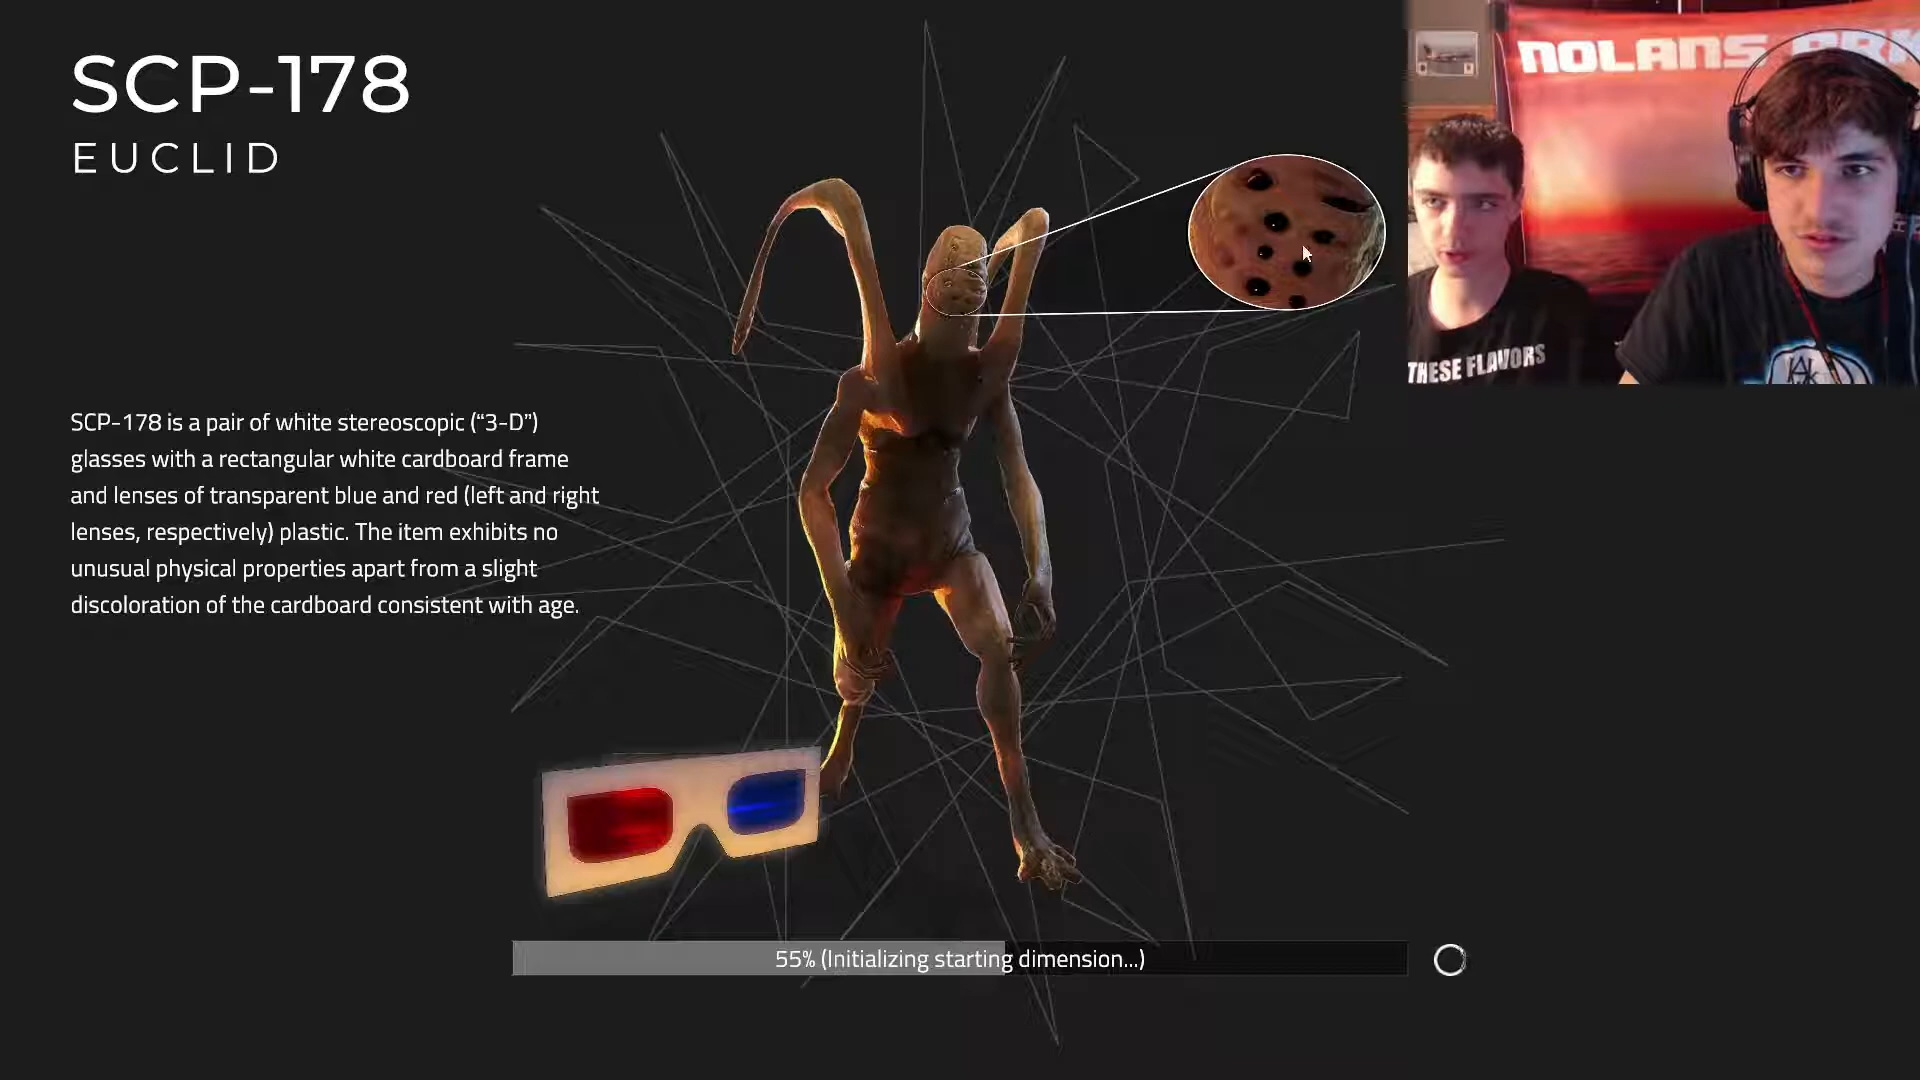 SCP-178
EUCLID
SCP-178 is a pair of white stereoscopic (“3-D”)
glasses with a rectangular white cardboard frame
and lenses of transparent blue and red (left and right
lenses, respectively) plastic. The item exhibits no
unusual physical properties apart from a slight
discoloration of the cardboard consistent with age.
55% (Initializing starting dimension...)
NOLANS
THESE FLAVORS